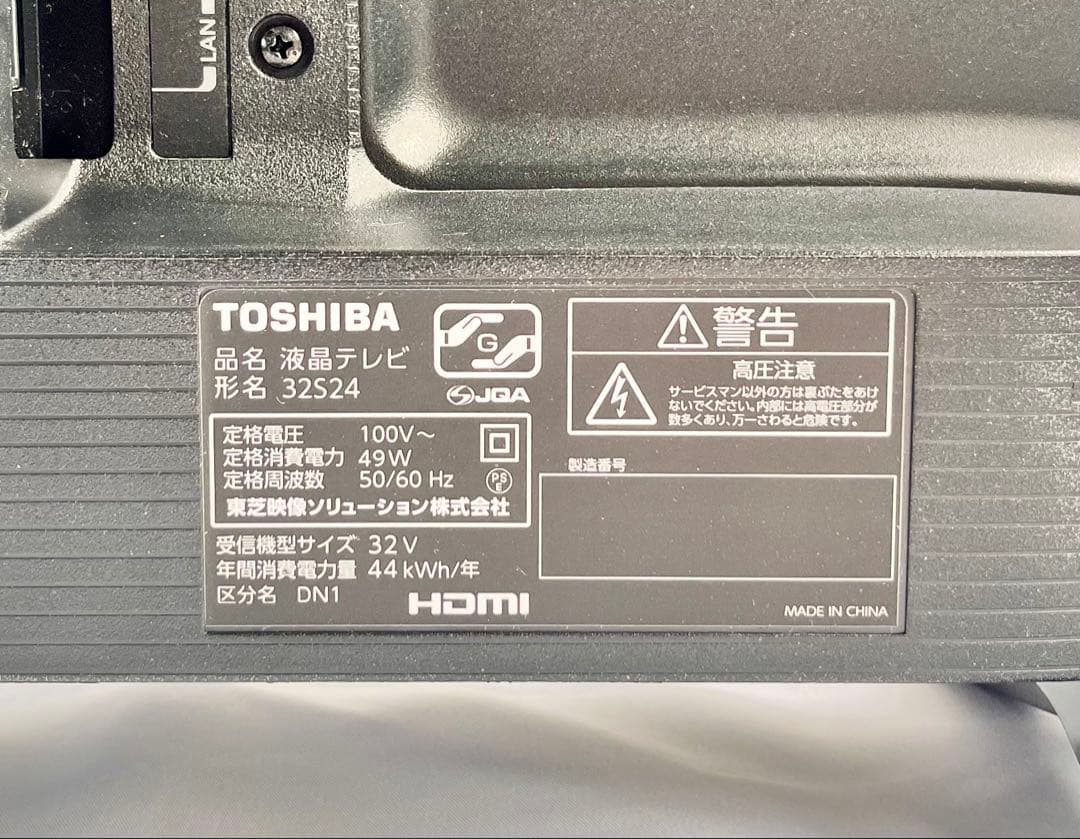 LAN
TOSHIBA
品名 液晶テレビ
形名 32S24
G
JQA
定格電圧 100V～
定格消費電力 49W
定格周波数 50/60 Hz
PS
E
東芝映像ソリューション株式会社
受信機型サイズ 32V
年間消費電力量 44kWh/年
区分名 DN1
HDMI
警告
高圧注意
サービスマン以外の方は裏ぶたをあけ
ないでください。内部には高電圧部分が
数多くあり、万一さわると危険です。
製造番号
MADE IN CHINA